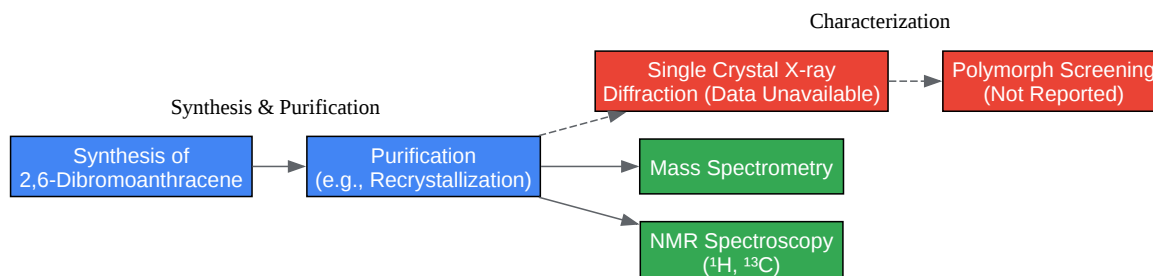 Characterization
Synthesis & Purification
Synthesis of
2,6-Dibromoanthracene
Purification
(e.g., Recrystallization)
Single Crystal X-ray
Diffraction (Data Unavailable)
Polymorph Screening
(Not Reported)
Mass Spectrometry
NMR Spectroscopy
(¹H, ¹³C)